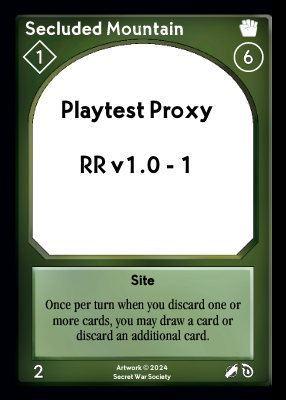 Secluded Mountain
1
6
Playtest Proxy
RR v1.0 - 1
Site
Once per turn when you discard one or
more cards, you may draw a card or
discard an additional card.
2
Artwork © 2024
Secret War Society